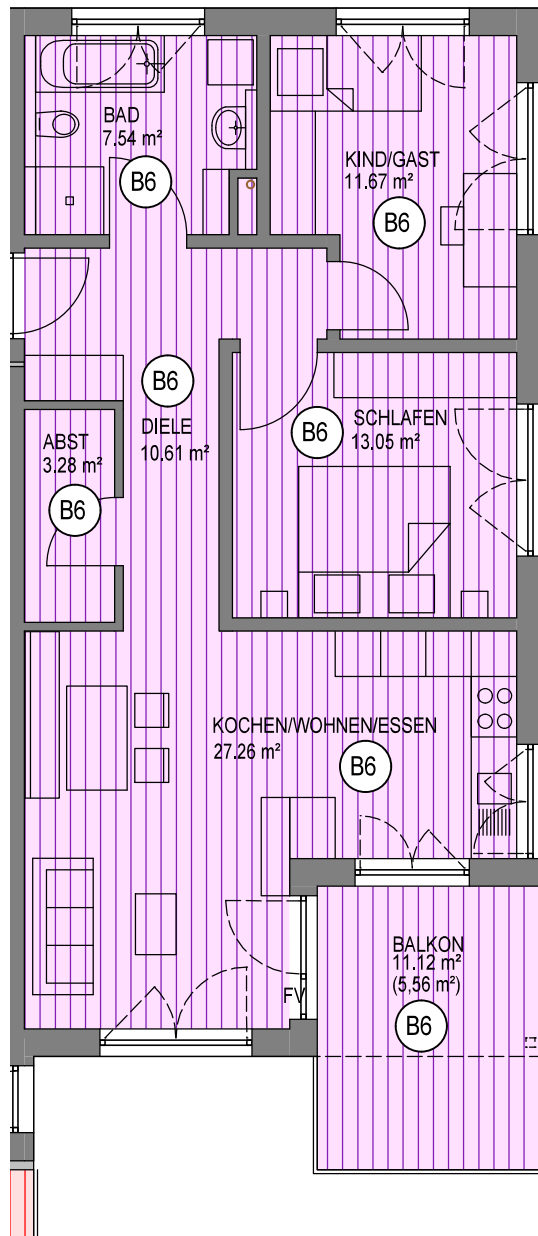 BAD
7.54 m²
B6
KIND/GAST
11.67 m²
B6
B6
DIELE
10.61 m²
SCHLAFEN
13.05 m²
B6
ABST
3.28 m²
B6
KOCHEN/WOHNEN/ESSEN
27.26 m²
B6
BALKON
11.12 m²
(5,56 m²)
B6
FV